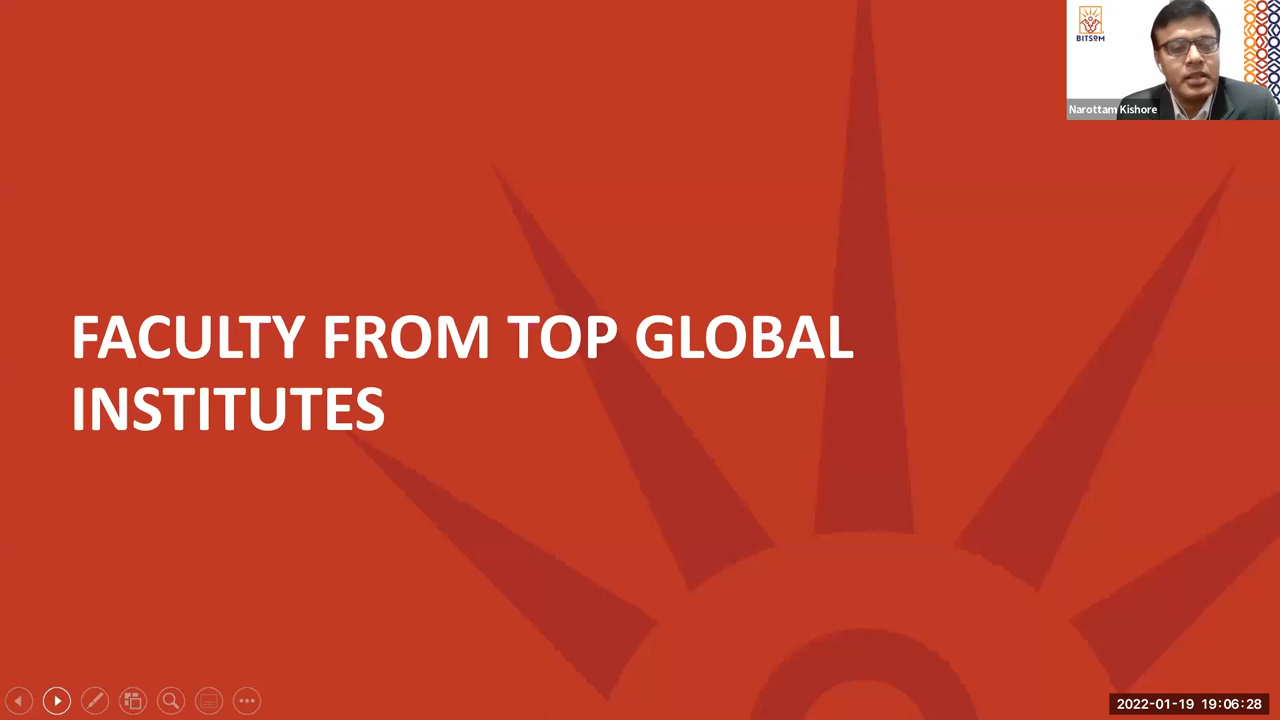 BITSOM
Narottam Kishore
FACULTY FROM TOP GLOBAL
INSTITUTES
2022-01-19 19:06:28